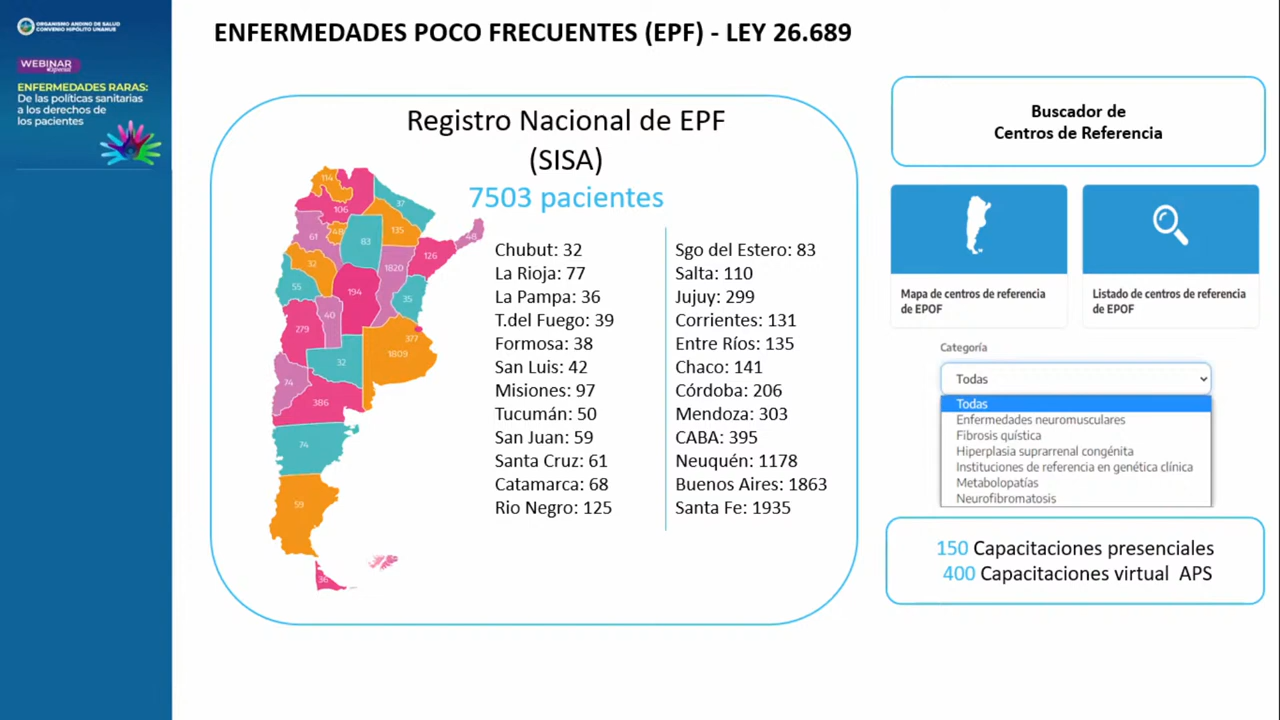 ORGANISMO ANDINO DE SALUD
CONVENIO HIPÓLITO UNANUE
WEBINAR
Especial
ENFERMEDADES RARAS:
De las políticas sanitarias
a los derechos de
los pacientes
ENFERMEDADES POCO FRECUENTES (EPF) - LEY 26.689
Registro Nacional de EPF
(SISA)
7503 pacientes
114
106
37
135
48
61
48
83
126
1820
32
55
194
35
40
279
377
1809
32
74
386
74
59
36
Chubut: 32
La Rioja: 77
La Pampa: 36
T.del Fuego: 39
Formosa: 38
San Luis: 42
Misiones: 97
Tucumán: 50
San Juan: 59
Santa Cruz: 61
Catamarca: 68
Rio Negro: 125
Sgo del Estero: 83
Salta: 110
Jujuy: 299
Corrientes: 131
Entre Ríos: 135
Chaco: 141
Córdoba: 206
Mendoza: 303
CABA: 395
Neuquén: 1178
Buenos Aires: 1863
Santa Fe: 1935
Buscador de
Centros de Referencia
Mapa de centros de referencia
de EPOF
Listado de centros de referencia
de EPOF
Categoría
Todas
Todas
Enfermedades neuromusculares
Fibrosis quística
Hiperplasia suprarrenal congénita
Instituciones de referencia en genética clínica
Metabolopatías
Neurofibromatosis
150 Capacitaciones presenciales
400 Capacitaciones virtual APS